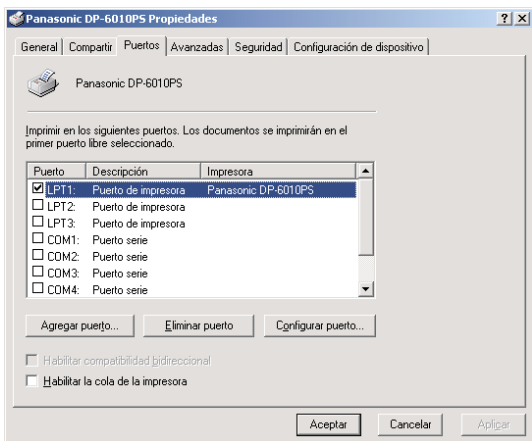 Panasonic DP-6010PS Propiedades
General Compartir Puertos Avanzadas Seguridad Configuración de dispositivo
Panasonic DP-6010PS
Imprimir en los siguientes puertos. Los documentos se imprimirán en el
primer puerto libre seleccionado.
Puerto Descripción Impresora
LPT1: Puerto de impresora Panasonic DP-6010PS
LPT2: Puerto de impresora
LPT3: Puerto de impresora
COM1: Puerto serie
COM2: Puerto serie
COM3: Puerto serie
COM4: Puerto serie
Agregar puerto... Eliminar puerto Configurar puerto...
Habilitar compatibilidad bidireccional
Habilitar la cola de la impresora
Aceptar Cancelar Aplicar